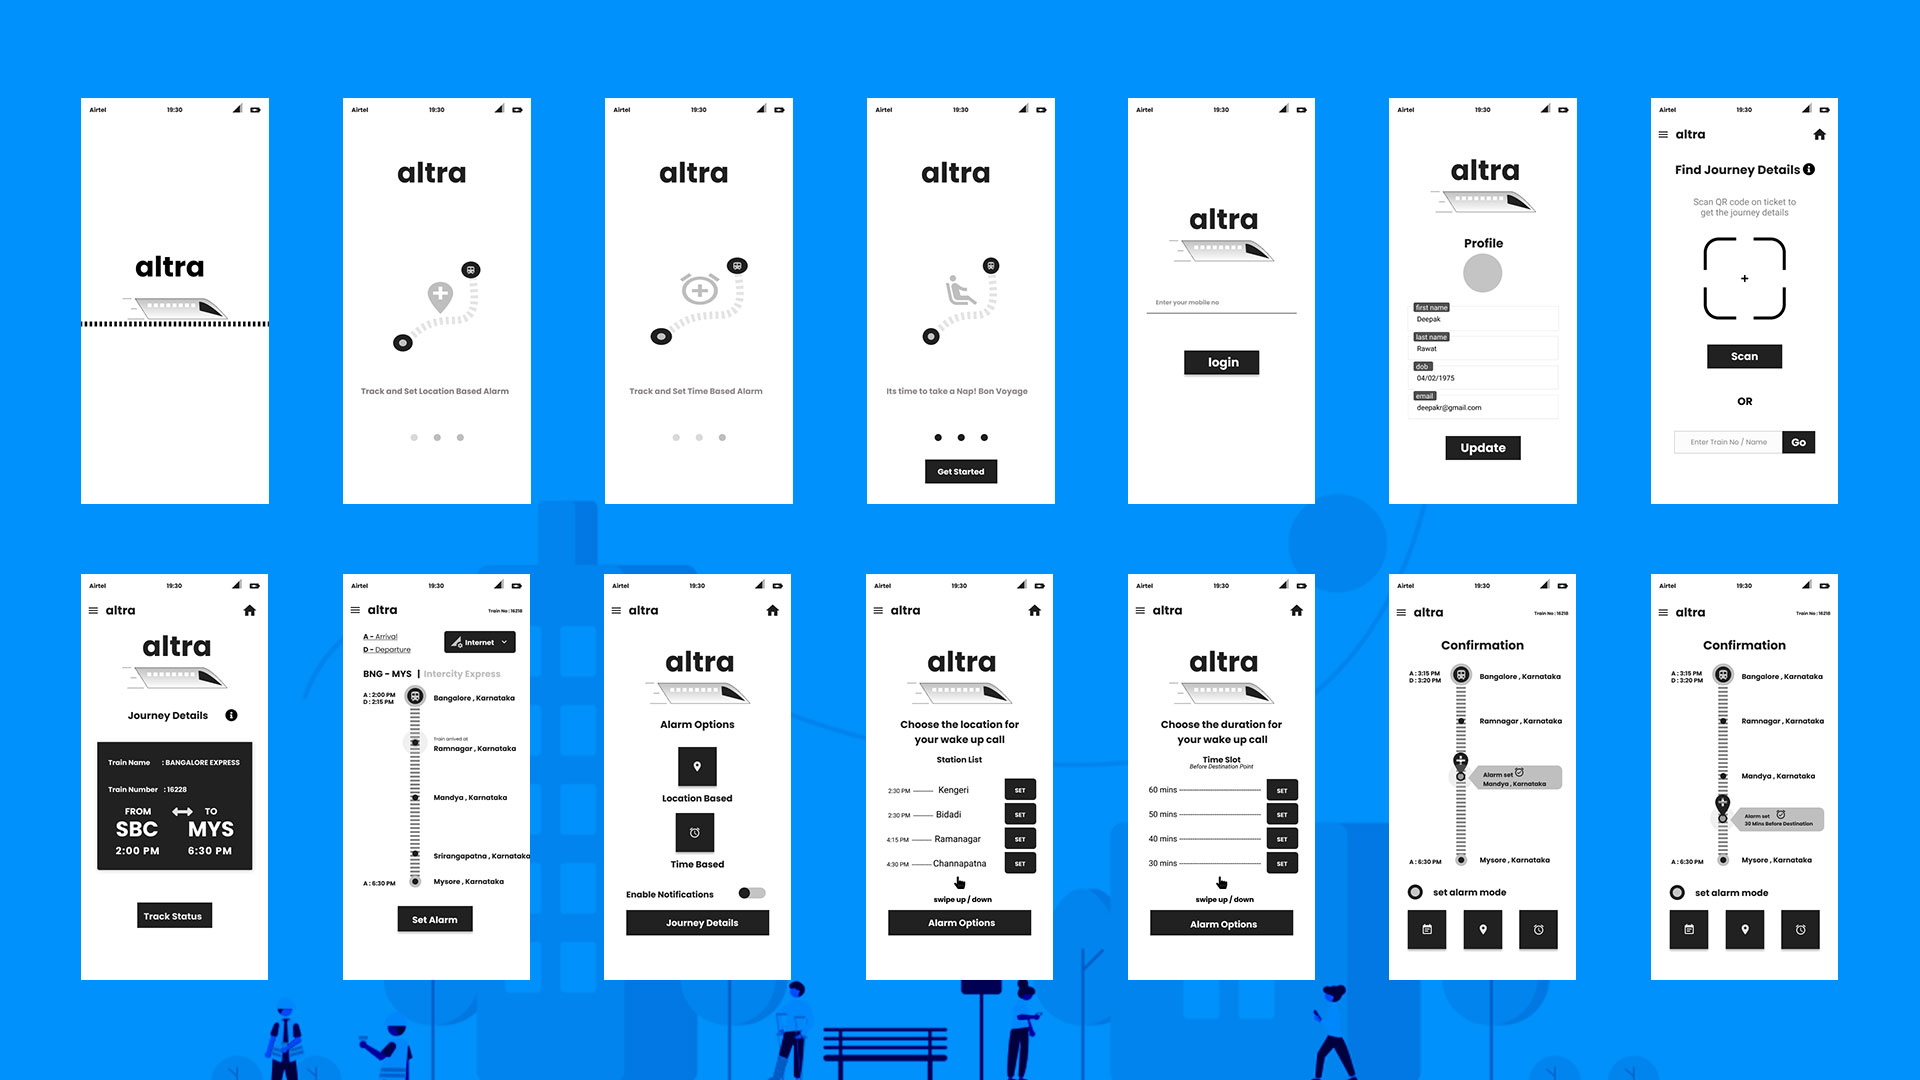 Airtel 19:30
altra
Airtel 19:30
altra
Track and Set Location Based Alarm
Airtel 19:30
altra
Track and Set Time Based Alarm
Airtel 19:30
altra
Its time to take a Nap! Bon Voyage
Get Started
Airtel 19:30
altra
Enter your mobile no
login
Airtel 19:30
altra
Profile
first name
Deepak
last name
Rawat
dob
04/02/1975
email
deepakr@gmail.com
Update
Airtel 19:30
altra
Find Journey Details
Scan QR code on ticket to
get the journey details
Scan
OR
Enter Train No / Name Go
Airtel 19:30
altra
altra
Journey Details
Train Name : BANGALORE EXPRESS
Train Number : 16228
FROM TO
SBC MYS
2:00 PM 6:30 PM
Track Status
Airtel 19:30
altra Train No : 16218
A - Arrival
D - Departure
Internet
BNG - MYS | Intercity Express
A : 2:00 PM
D : 2:15 PM
Bangalore , Karnataka
Train arrived at
Ramnagar , Karnataka
Mandya , Karnataka
Srirangapatna , Karnataka
A : 6:30 PM Mysore , Karnataka
Set Alarm
Airtel 19:30
altra
altra
Alarm Options
Location Based
Time Based
Enable Notifications
Journey Details
Airtel 19:30
altra
altra
Choose the location for
your wake up call
Station List
2:30 PM Kengeri SET
2:30 PM Bidadi SET
4:15 PM Ramanagar SET
4:30 PM Channapatna SET
swipe up / down
Alarm Options
Airtel 19:30
altra
altra
Choose the duration for
your wake up call
Time Slot
Before Destination Point
60 mins SET
50 mins SET
40 mins SET
30 mins SET
swipe up / down
Alarm Options
Airtel 19:30
altra Train No : 16218
Confirmation
A : 3:15 PM
D : 3:20 PM
Bangalore , Karnataka
Ramnagar , Karnataka
Alarm set
Mandya , Karnataka
A : 6:30 PM Mysore , Karnataka
set alarm mode
Airtel 19:30
altra Train No : 16218
Confirmation
A : 3:15 PM
D : 3:20 PM
Bangalore , Karnataka
Ramnagar , Karnataka
Mandya , Karnataka
Alarm set
30 Mins Before Destination
A : 6:30 PM Mysore , Karnataka
set alarm mode